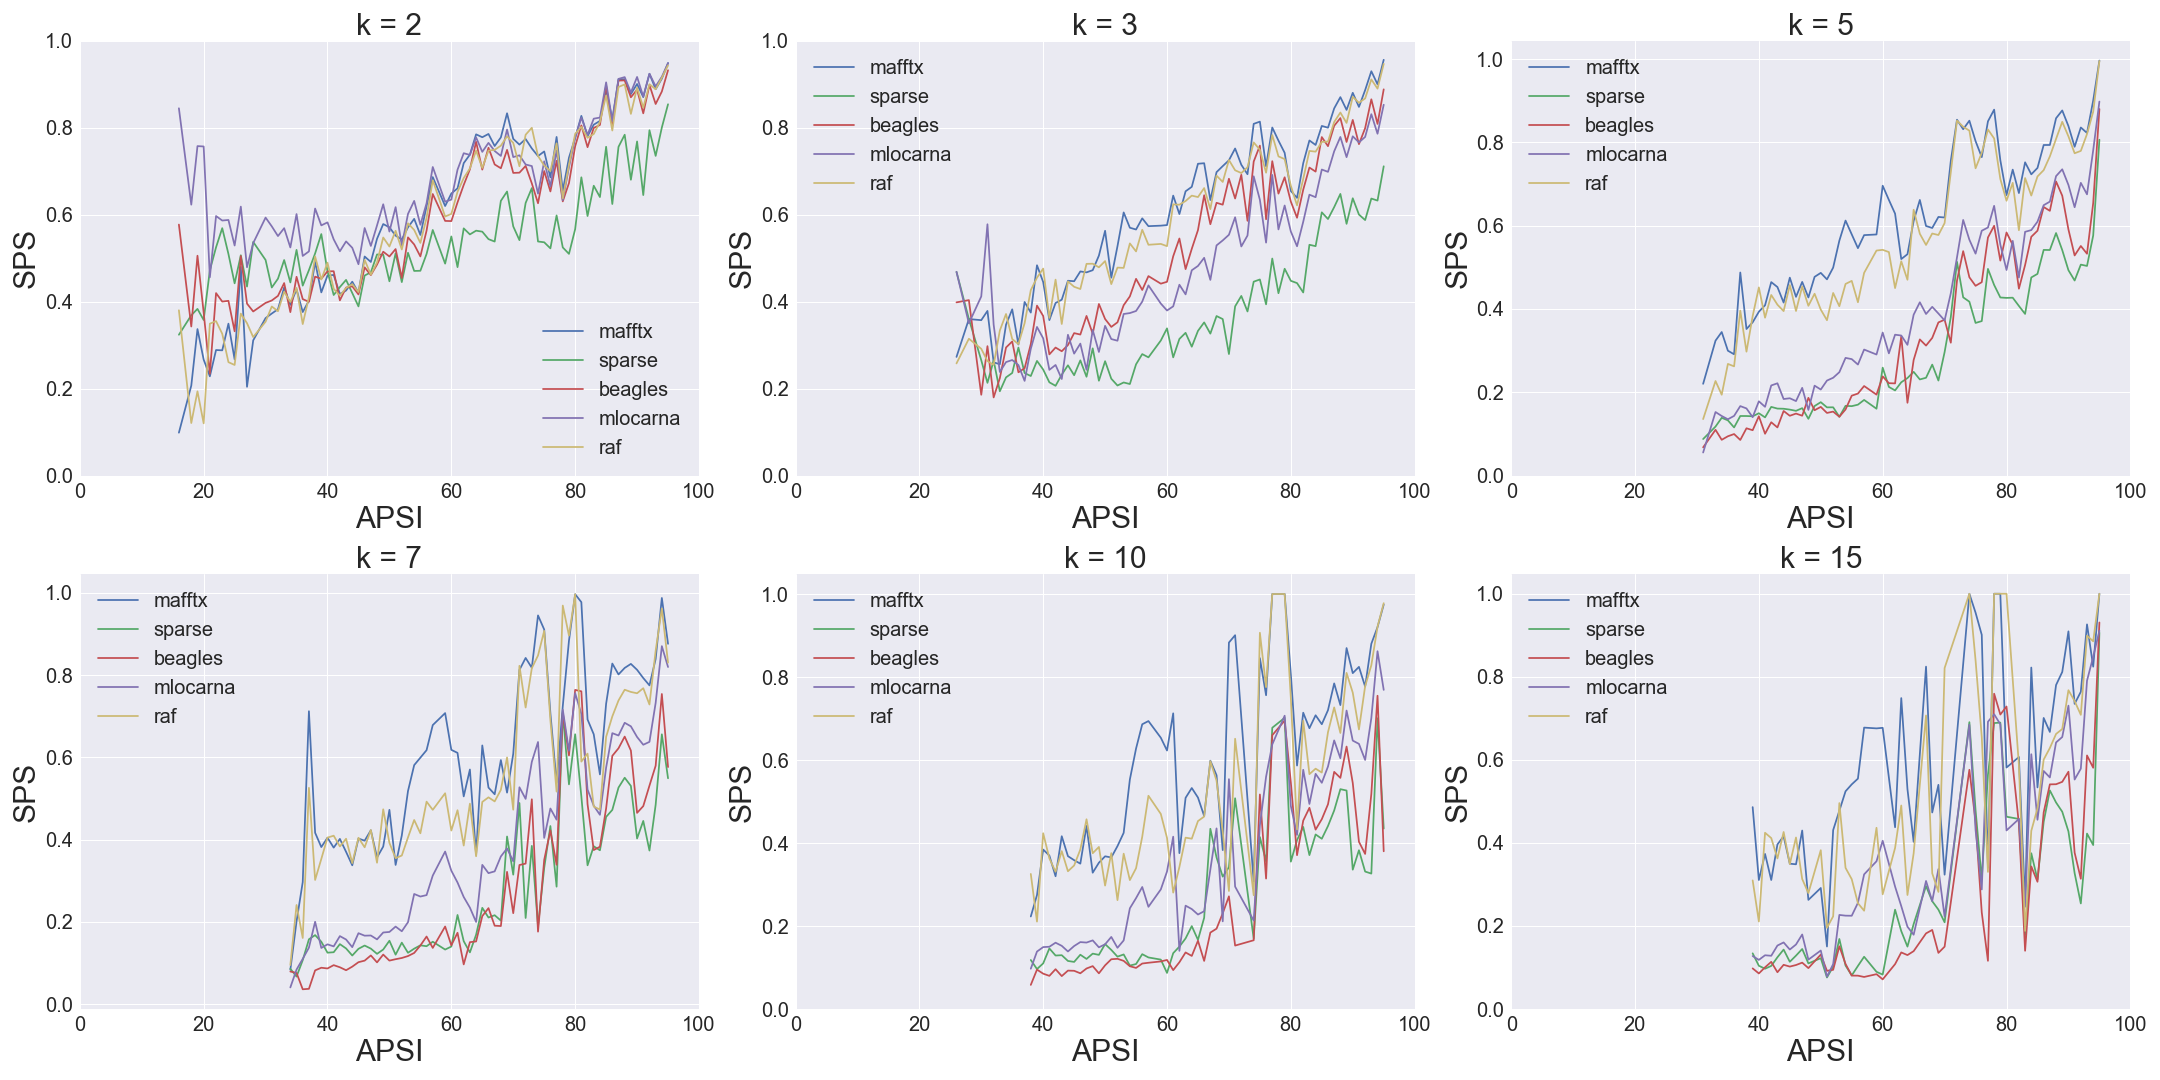 k = 2
1.0
0.8
0.6
0.4
0.2
0.0
SPS
mafftx
sparse
beagles
mlocarna
raf
0 20 40 60 80 100
APSI
k = 3
1.0
0.8
0.6
0.4
0.2
0.0
SPS
mafftx
sparse
beagles
mlocarna
raf
0 20 40 60 80 100
APSI
k = 5
1.0
0.8
0.6
0.4
0.2
0.0
SPS
mafftx
sparse
beagles
mlocarna
raf
0 20 40 60 80 100
APSI
k = 7
1.0
0.8
0.6
0.4
0.2
0.0
SPS
mafftx
sparse
beagles
mlocarna
raf
0 20 40 60 80 100
APSI
k = 10
1.0
0.8
0.6
0.4
0.2
0.0
SPS
mafftx
sparse
beagles
mlocarna
raf
0 20 40 60 80 100
APSI
k = 15
1.0
0.8
0.6
0.4
0.2
0.0
SPS
mafftx
sparse
beagles
mlocarna
raf
0 20 40 60 80 100
APSI